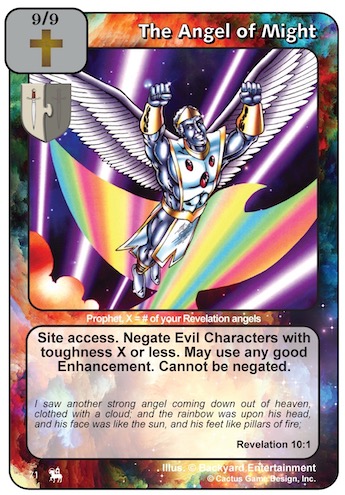 9/9
The Angel of Might
Prophet, X = # of your Revelation angels
Site access. Negate Evil Characters with
toughness X or less. May use any good
Enhancement. Cannot be negated.
I saw another strong angel coming down out of heaven,
clothed with a cloud; and the rainbow was upon his head,
and his face was like the sun, and his feet like pillars of fire;
Revelation 10:1
71
Illus. © Backyard Entertainment
© Cactus Game Design, Inc.